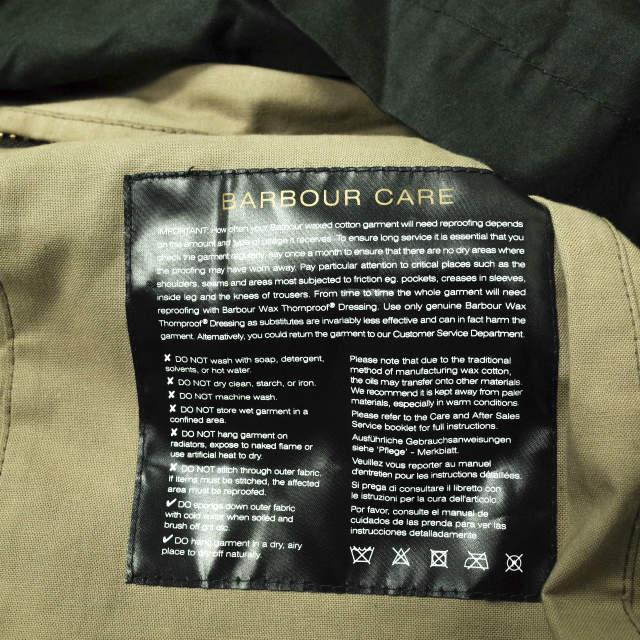 BARBOUR CARE
IMPORTANT: How often your Barbour waxed cotton garment will need reproofing depends
on the amount and type of usage it receives. To ensure long service it is essential that you
check the garment regularly, say once a month to ensure that there are no dry areas where
the proofing may have worn away. Pay particular attention to critical places such as the
shoulders, seams and areas most subjected to friction eg. pockets, creases in sleeves,
inside leg and the knees of trousers. From time to time the whole garment will need
reproofing with Barbour Wax Thornproof® Dressing. Use only genuine Barbour Wax
Thornproof® Dressing as substitutes are invariably less effective and can in fact harm the
garment. Alternatively, you could return the garment to our Customer Service Department.
✘ DO NOT wash with soap, detergent,
solvents, or hot water.
✘ DO NOT dry clean, starch, or iron.
✘ DO NOT machine wash.
✘ DO NOT store wet garment in a
confined area.
✘ DO NOT hang garment on
radiators, expose to naked flame or
use artificial heat to dry.
✘ DO NOT stitch through outer fabric.
If items must be stitched, the affected
area must be reproofed.
✔ DO sponge down outer fabric
with cold water when soiled and
brush off grit etc.
✔ DO hang garment in a dry, airy
place to dry off naturally.
Please note that due to the traditional
method of manufacturing wax cotton,
the oils may transfer onto other materials.
We recommend it is kept away from paler
materials, especially in warm conditions.
Please refer to the Care and After Sales
Service booklet for full instructions.
Ausführliche Gebrauchsanweisungen
siehe 'Pflege' - Merkblatt.
Veuillez vous reporter au manuel
d'entretien pour les instructions détaillées.
Si prega di consultare il libretto con
le istruzioni per la cura dell'articolo.
Por favor, consulte el manual de
cuidados de las prenda para ver las
instrucciones detalladamente.